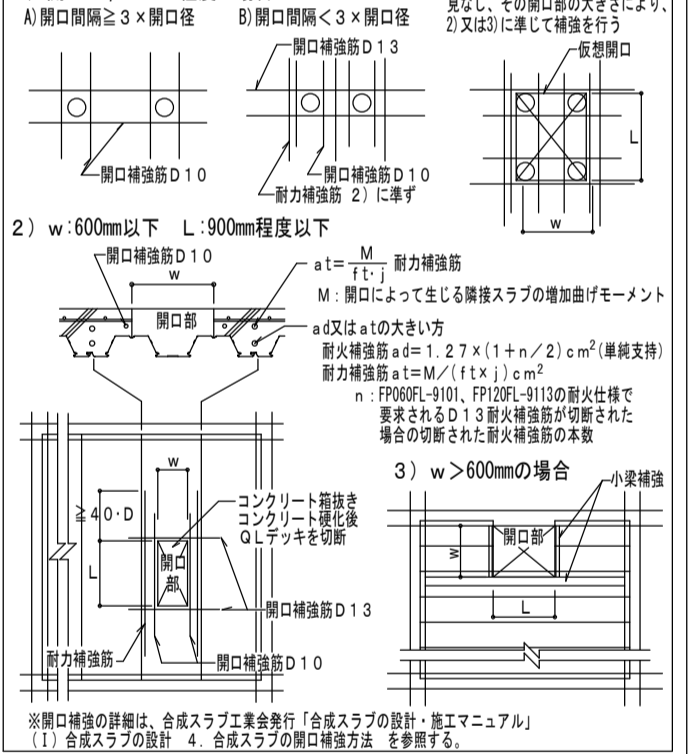 A)開口間隔≧3×開口径
B)開口間隔<3×開口径
見なし、その開口部の大きさにより、
2)又は3)に準じて補強を行う
開口補強筋D13
仮想開口
L
w
開口補強筋D10
開口補強筋D10
耐力補強筋 2)に準ず
2) w:600mm以下 L:900mm程度以下
開口補強筋D10
w
開口部
at=M/ft・j 耐力補強筋
M:開口によって生じる隣接スラブの増加曲げモーメント
ad又はatの大きい方
耐火補強筋ad=1.27×(1+n/2)cm²(単純支持)
耐力補強筋at=M/(ft×j)cm²
n:FP060FL-9101、FP120FL-9113の耐火仕様で
要求されるD13耐火補強筋が切断された
場合の切断された耐火補強筋の本数
w
≧40・D
L
開口
部
コンクリート箱抜き
コンクリート硬化後
QLデッキを切断
開口補強筋D13
耐力補強筋
開口補強筋D10
3) w>600mmの場合
小梁補強
開口部
w
L
※開口補強の詳細は、合成スラブ工業会発行「合成スラブの設計・施工マニュアル」
(I) 合成スラブの設計 4. 合成スラブの開口補強方法 を参照する。